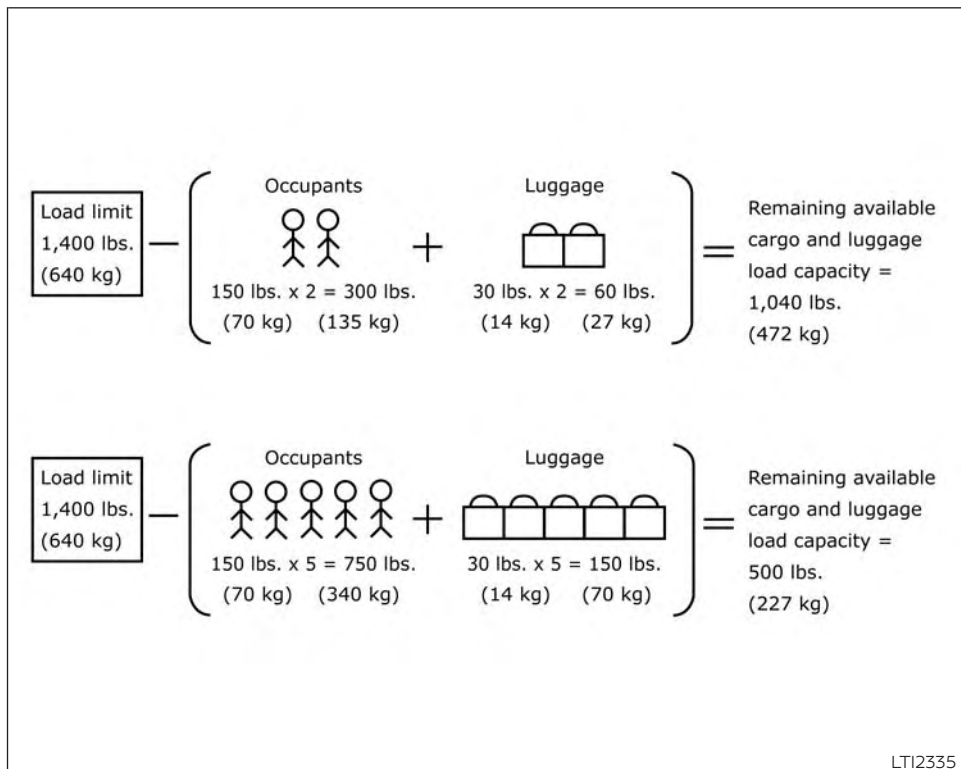 Load limit
1,400 lbs.
(640 kg)
—
Occupants
150 lbs. x 2 = 300 lbs.
(70 kg) (135 kg)
+
Luggage
30 lbs. x 2 = 60 lbs.
(14 kg) (27 kg)
=
Remaining available
cargo and luggage
load capacity =
1,040 lbs.
(472 kg)
Load limit
1,400 lbs.
(640 kg)
—
Occupants
150 lbs. x 5 = 750 lbs.
(70 kg) (340 kg)
+
Luggage
30 lbs. x 5 = 150 lbs.
(14 kg) (70 kg)
=
Remaining available
cargo and luggage
load capacity =
500 lbs.
(227 kg)
LTI2335